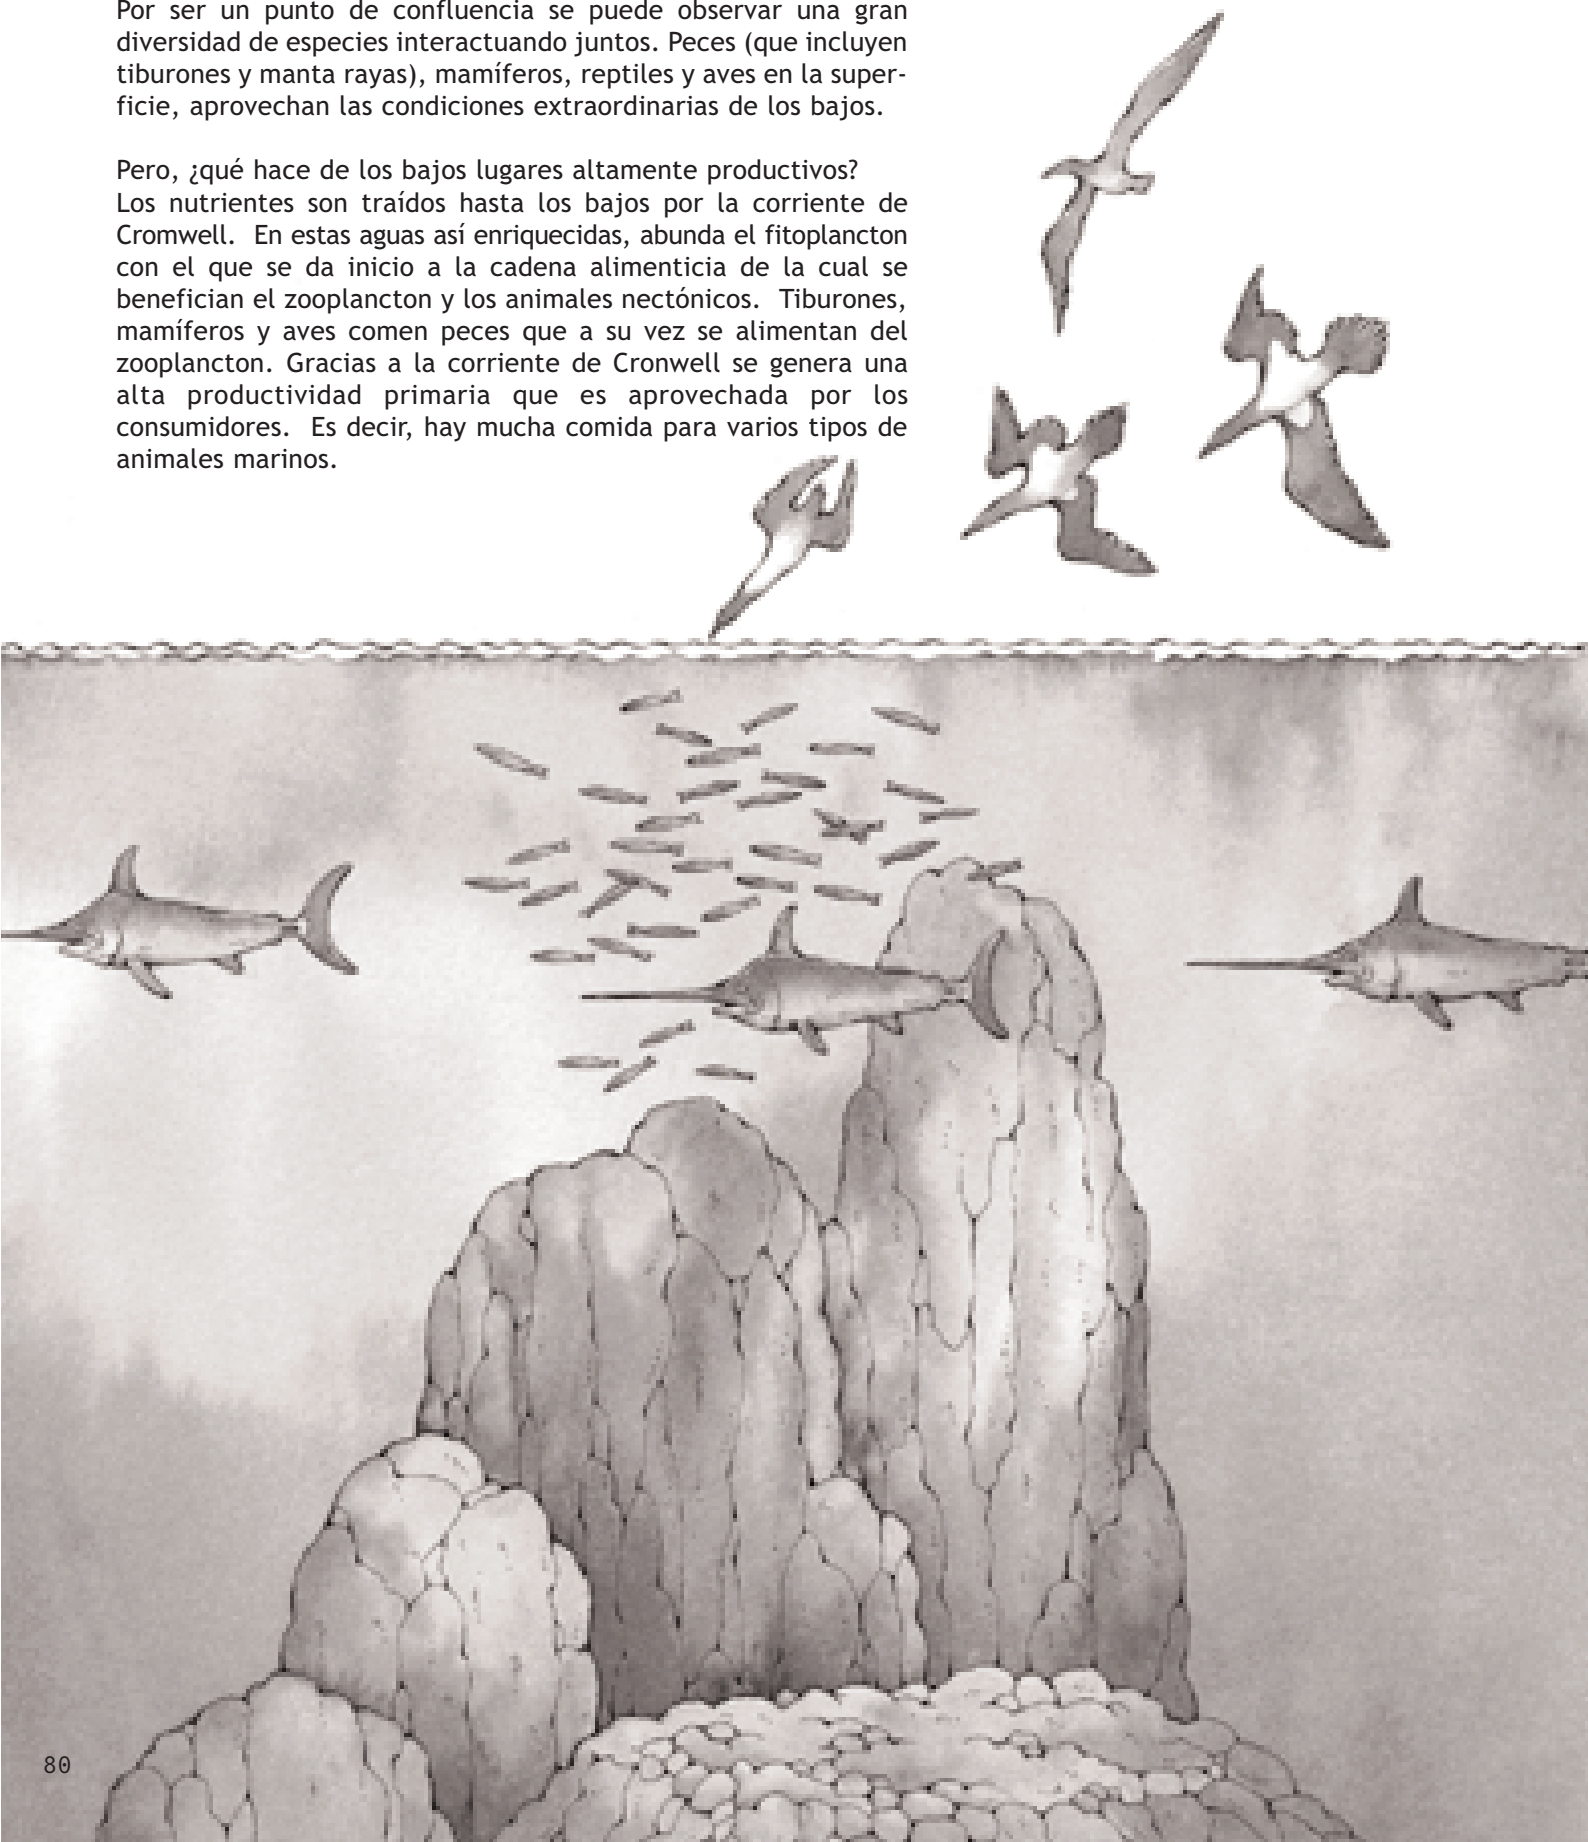 Por ser un punto de confluencia se puede observar una gran
diversidad de especies interactuando juntos. Peces (que incluyen
tiburones y manta rayas), mamíferos, reptiles y aves en la super-
ficie, aprovechan las condiciones extraordinarias de los bajos.
Pero, ¿qué hace de los bajos lugares altamente productivos?
Los nutrientes son traídos hasta los bajos por la corriente de
Cromwell.  En estas aguas así enriquecidas, abunda el fitoplancton
con el que se da inicio a la cadena alimenticia de la cual se
benefician el zooplancton y los animales nectónicos.  Tiburones,
mamíferos y aves comen peces que a su vez se alimentan del
zooplancton. Gracias a la corriente de Cronwell se genera una
alta productividad primaria que es aprovechada por los
consumidores.  Es decir, hay mucha comida para varios tipos de
animales marinos.
80